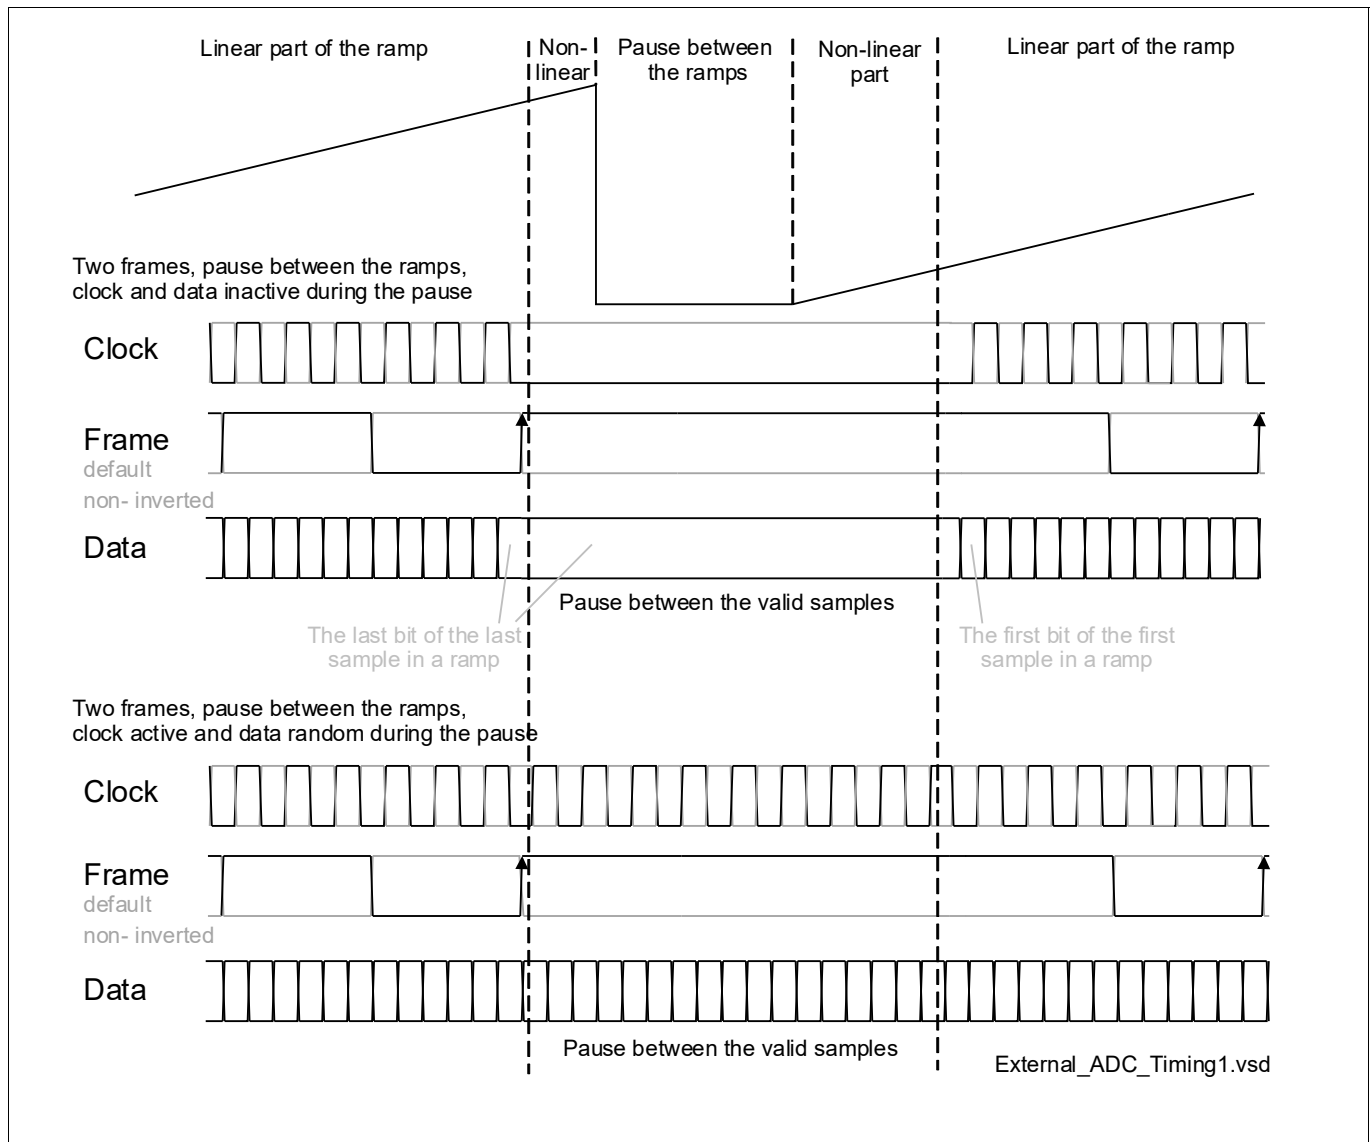 Linear part of the ramp
Non-
linear
Pause between
the ramps
Non-linear
part
Linear part of the ramp
Two frames, pause between the ramps,
clock and data inactive during the pause
Clock
Frame
default
non- inverted
Data
Pause between the valid samples
The last bit of the last
sample in a ramp
The first bit of the first
sample in a ramp
Two frames, pause between the ramps,
clock active and data random during the pause
Clock
Frame
default
non- inverted
Data
Pause between the valid samples
External_ADC_Timing1.vsd